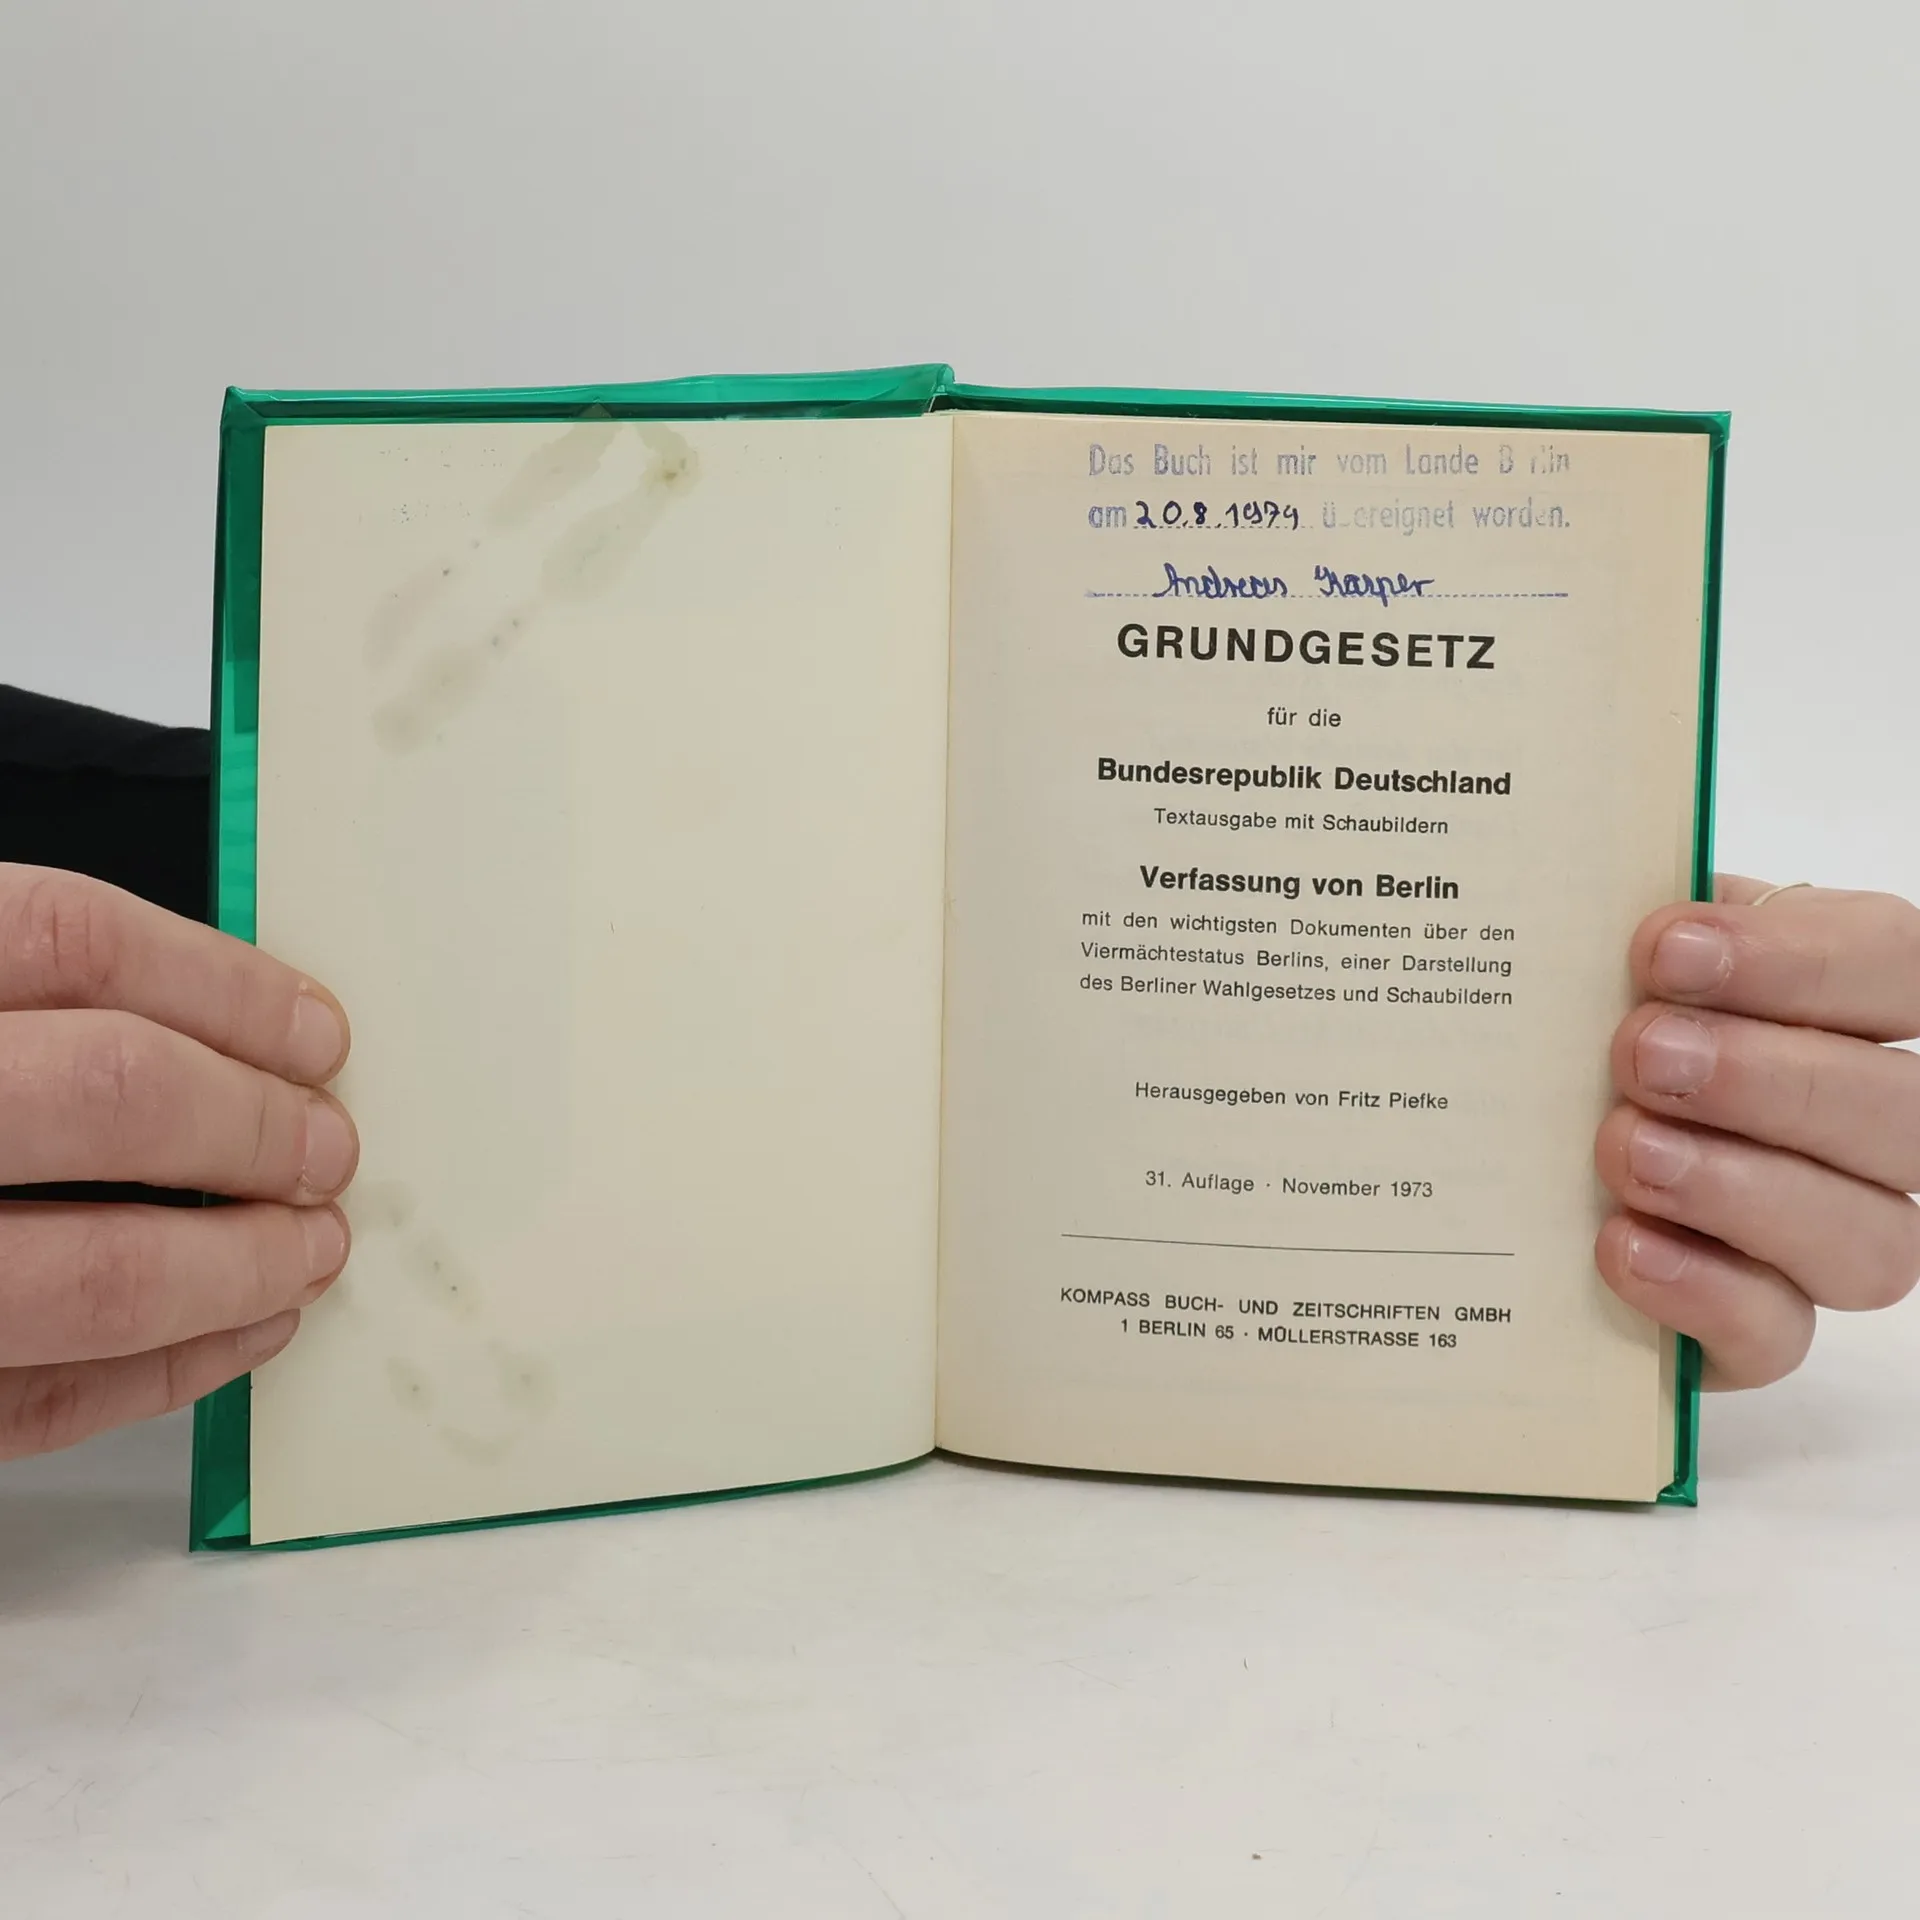 Das Buch ist mir vom Lande B rlin
am 20.8.1974 ü ereignet worden.
Andreas Kasper
GRUNDGESETZ
für die
Bundesrepublik Deutschland
Textausgabe mit Schaubildern
Verfassung von Berlin
mit den wichtigsten Dokumenten über den
Viermächtestatus Berlins, einer Darstellung
des Berliner Wahlgesetzes und Schaubildern
Herausgegeben von Fritz Piefke
31. Auflage · November 1973
KOMPASS BUCH- UND ZEITSCHRIFTEN GMBH
1 BERLIN 65 · MÜLLERSTRASSE 163